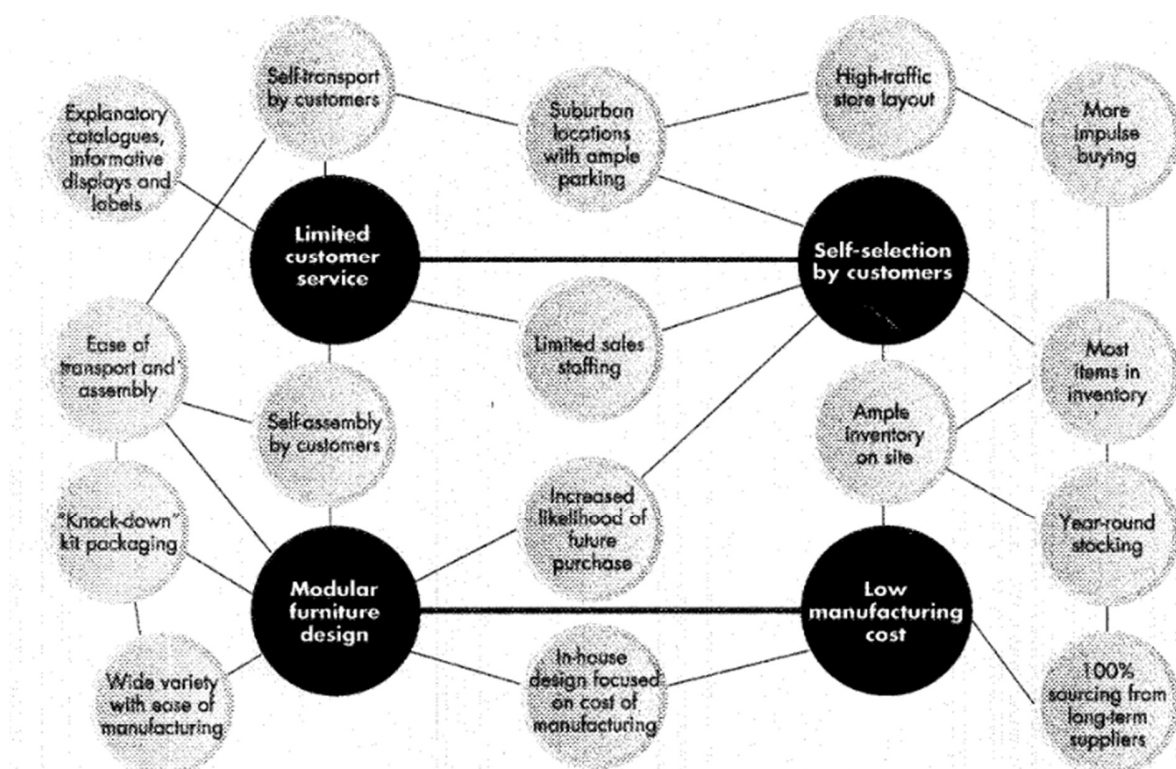 Self-transport
by customers
High-traffic
store layout
Explanatory
catalogues,
informative
displays and
labels
Suburban
locations
with ample
parking
More
impulse
buying
Limited
customer
service
Self-selection
by customers
Ease of
transport and
assembly
Limited sales
staffing
Most
items in
inventory
Self-assembly
by customers
Ample
inventory
on site
"Knock-down"
kit packaging
Increased
likelihood of
future
purchase
Year-round
stocking
Modular
furniture
design
Low
manufacturing
cost
Wide variety
with ease of
manufacturing
In-house
design focused
on cost of
manufacturing
100%
sourcing from
long-term
suppliers